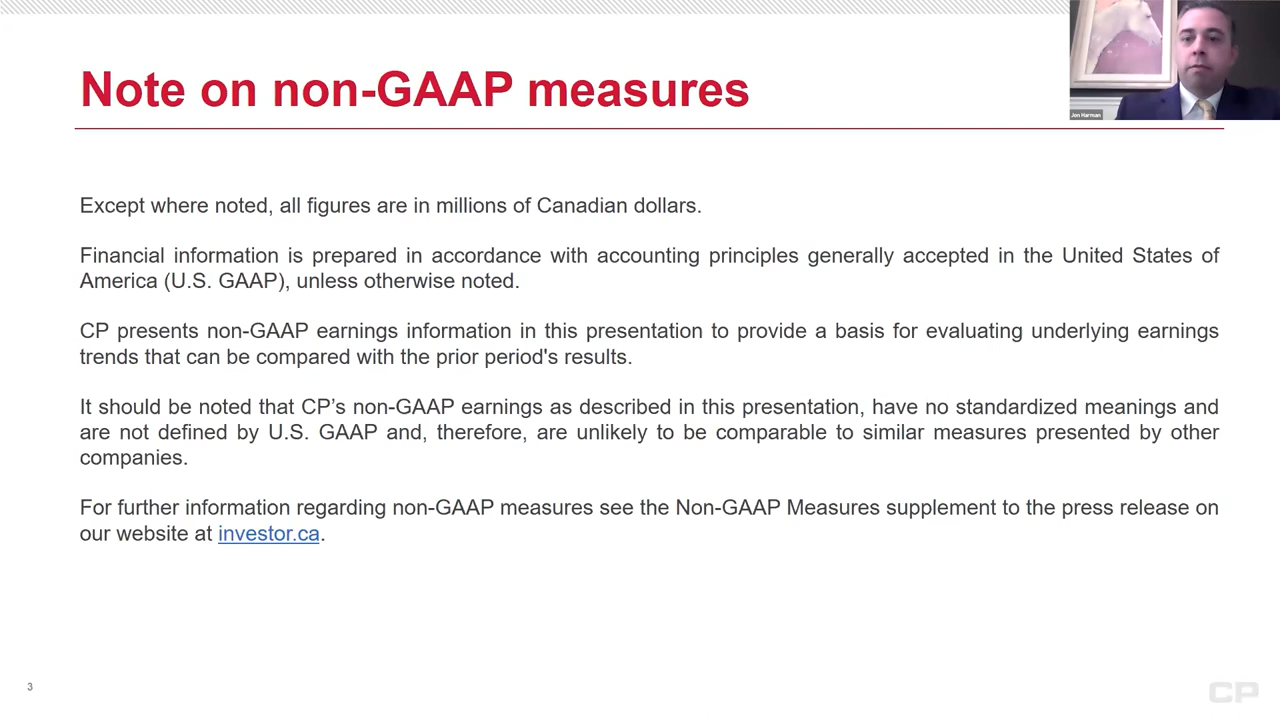 Note on non-GAAP measures
Jon Harman
Except where noted, all figures are in millions of Canadian dollars.
Financial information is prepared in accordance with accounting principles generally accepted in the United States of
America (U.S. GAAP), unless otherwise noted.
CP presents non-GAAP earnings information in this presentation to provide a basis for evaluating underlying earnings
trends that can be compared with the prior period's results.
It should be noted that CP’s non-GAAP earnings as described in this presentation, have no standardized meanings and
are not defined by U.S. GAAP and, therefore, are unlikely to be comparable to similar measures presented by other
companies.
For further information regarding non-GAAP measures see the Non-GAAP Measures supplement to the press release on
our website at investor.ca.
3
CP